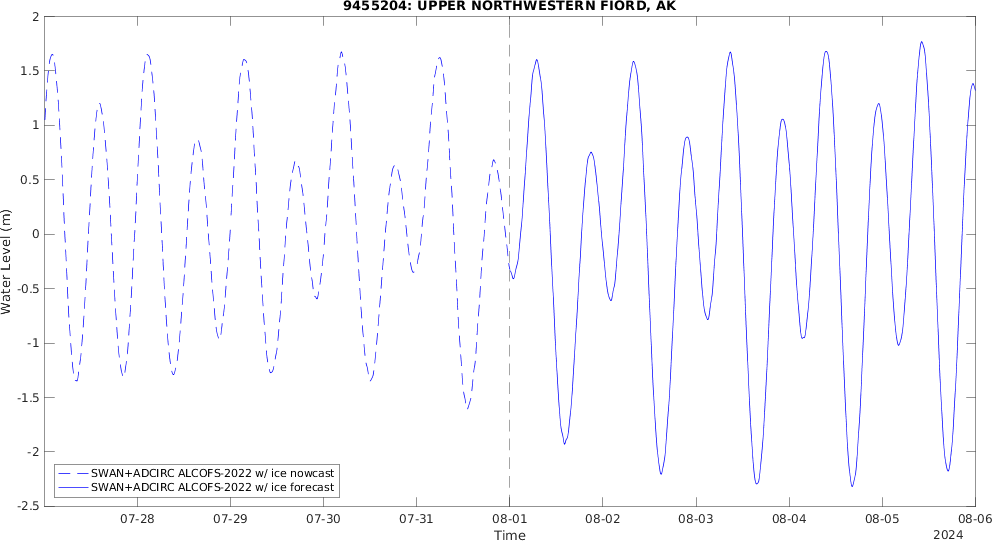 9455204: UPPER NORTHWESTERN FIORD, AK
2
1.5
1
0.5
0
-0.5
-1
-1.5
-2
-2.5
Water Level (m)
SWAN+ADCIRC ALCOFS-2022 w/ ice nowcast
SWAN+ADCIRC ALCOFS-2022 w/ ice forecast
07-28 07-29 07-30 07-31 08-01 08-02 08-03 08-04 08-05 08-06
Time
2024